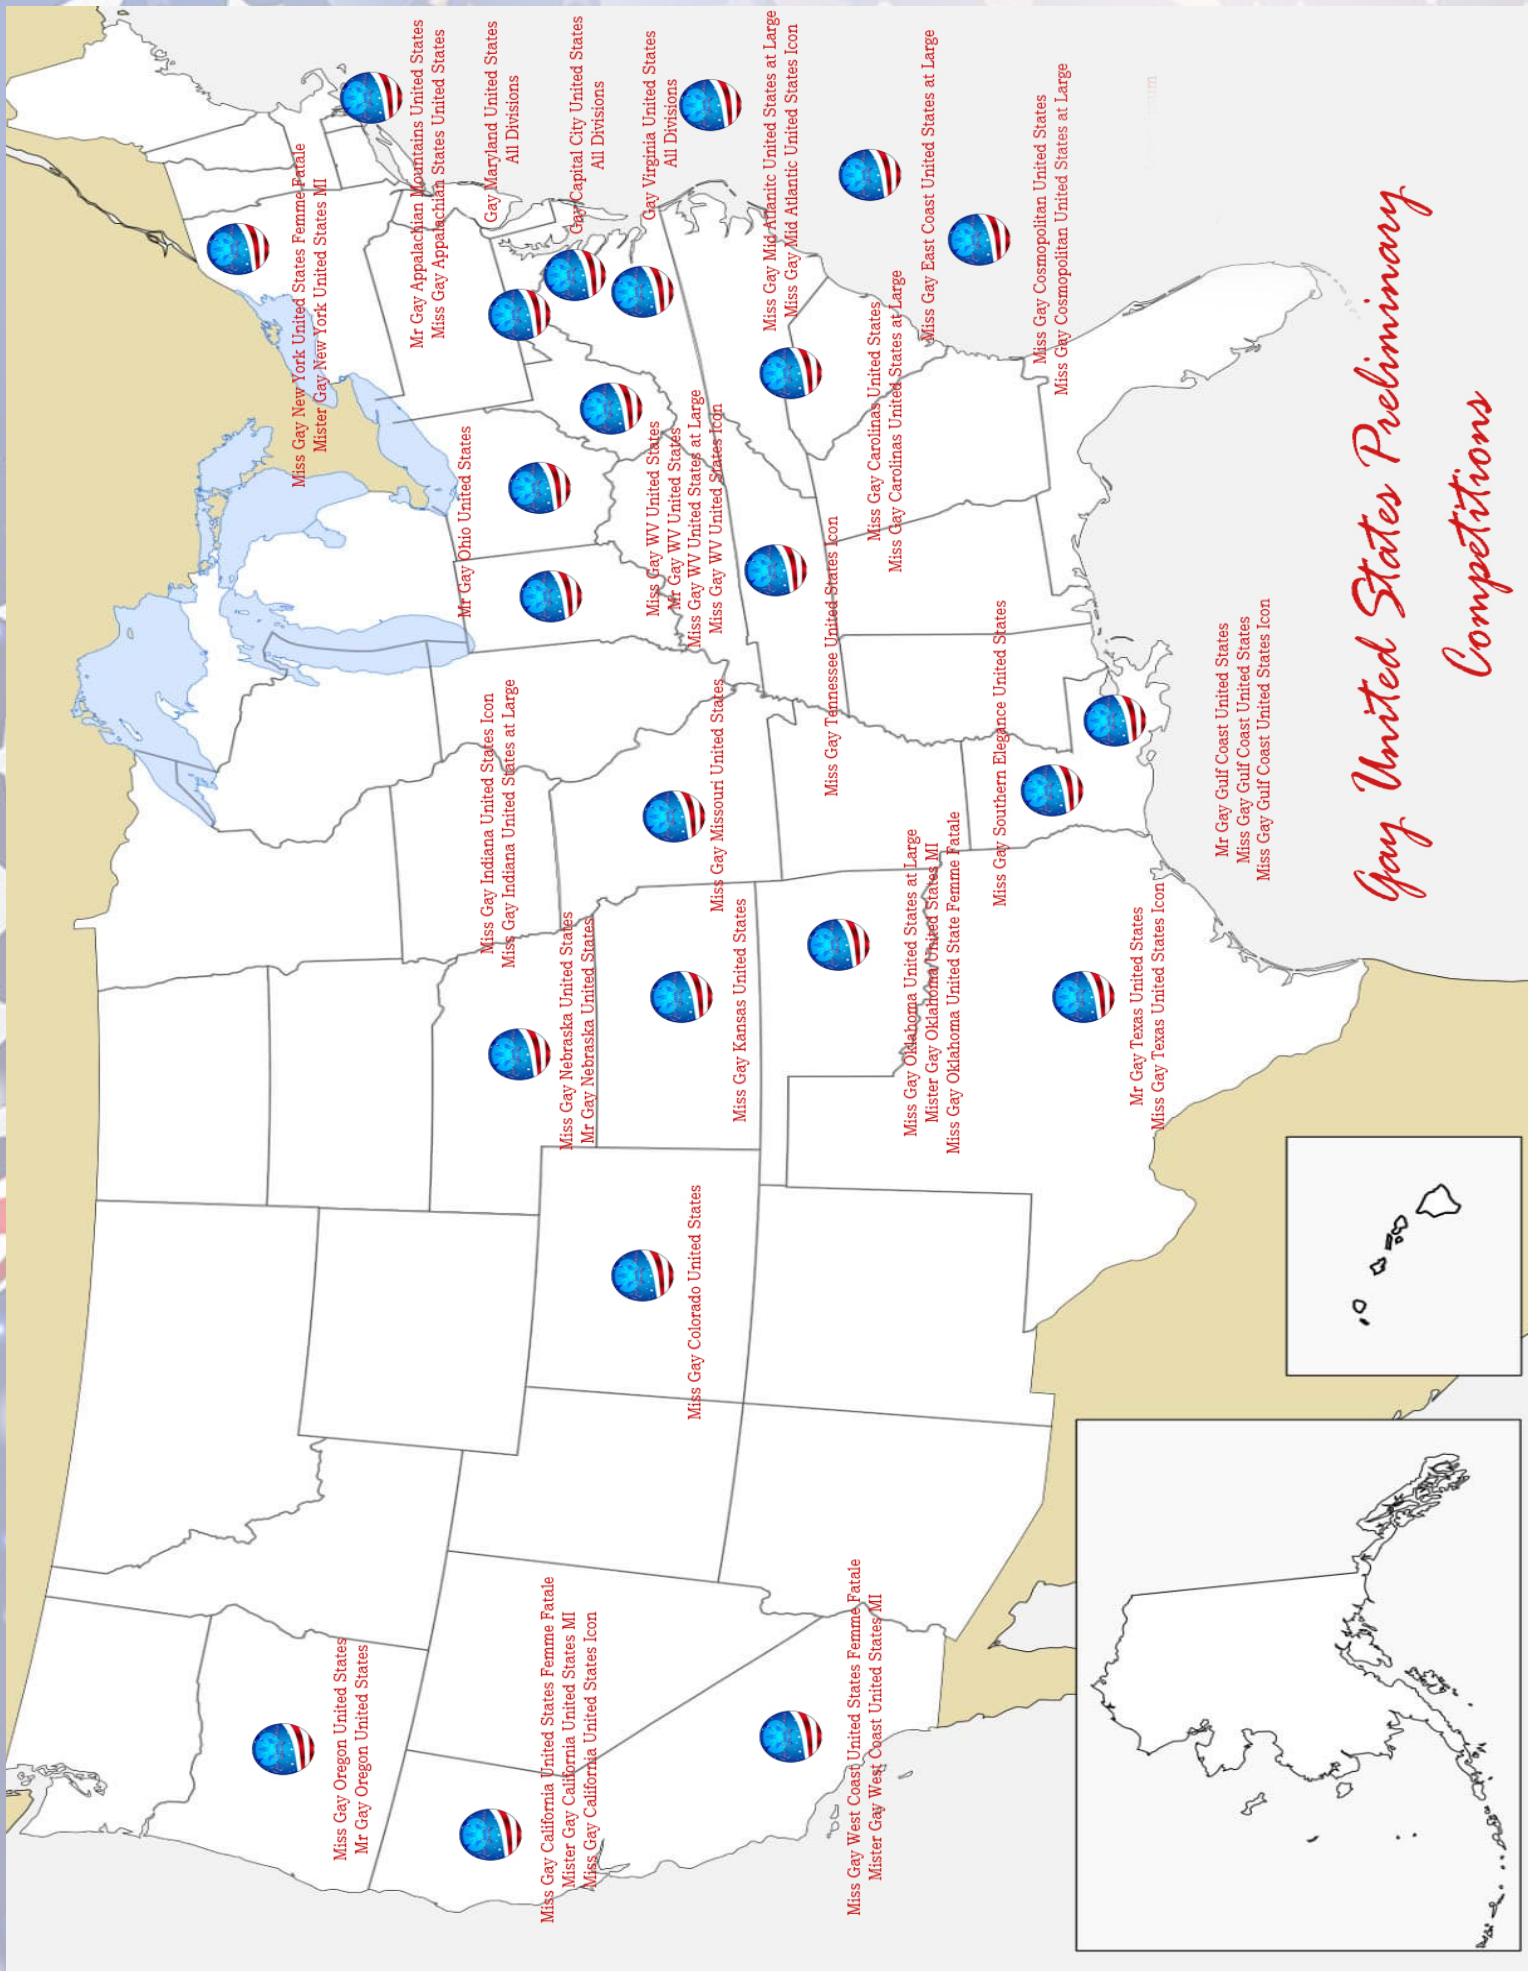 Miss Gay Oregon United States
Mr Gay Oregon United States
Miss Gay California United States Femme Fatale
Mister Gay California United States MI
Miss Gay California United States Icon
Miss Gay West Coast United States Femme Fatale
Mister Gay West Coast United States MI
Miss Gay Colorado United States
Miss Gay Nebraska United States
Mr Gay Nebraska United States
Miss Gay Kansas United States
Miss Gay Oklahoma United States at Large
Mister Gay Oklahoma United States MI
Miss Gay Oklahoma United State Femme Fatale
Mr Gay Texas United States
Miss Gay Texas United States Icon
Miss Gay Indiana United States Icon
Miss Gay Indiana United States at Large
Miss Gay Missouri United States
Miss Gay Tennessee United States Icon
Miss Gay Southern Elegance United States
Mr Gay Gulf Coast United States
Miss Gay Gulf Coast United States
Miss Gay Gulf Coast United States Icon
Mr Gay Ohio United States
Miss Gay WV United States
Mr Gay WV United States
Miss Gay WV United States at Large
Miss Gay WV United States Icon
Miss Gay New York United States Femme Fatale
Mister Gay New York United States MI
Mr Gay Appalachian Mountains United States
Miss Gay Appalachian States United States
Gay Maryland United States
All Divisions
Gay Capital City United States
All Divisions
Gay Virginia United States
All Divisions
Miss Gay Mid Atlanitc United States at Large
Miss Gay Mid Atlantic United States Icon
Miss Gay Carolinas United States
Miss Gay Carolinas United States at Large
Miss Gay East Coast United States at Large
Miss Gay Cosmopolitan United States
Miss Gay Cosmopolitan United States at Large
Gay United States Preliminary
Competitions